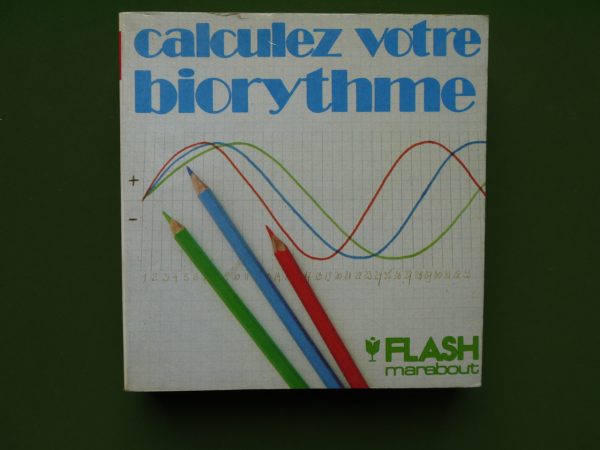 calculez votre
biorythme
+
-
FLASH
marabout